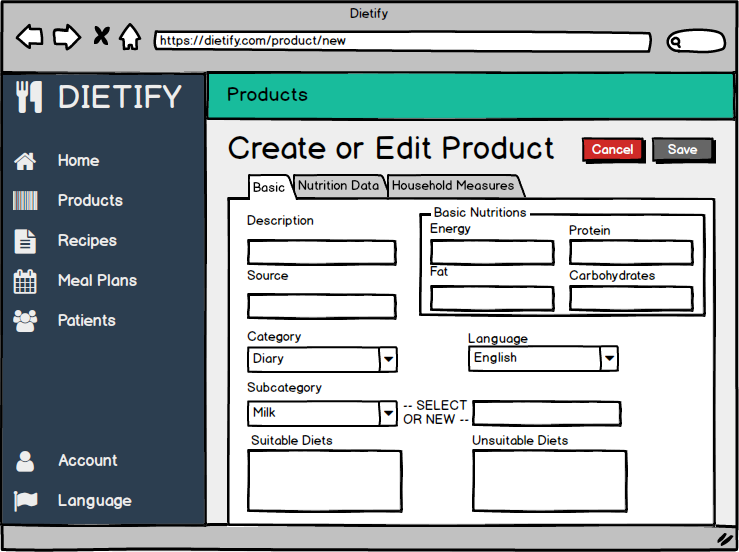 Dietify
https://dietify.com/product/new
DIETIFY
Home
Products
Recipes
Meal Plans
Patients
Account
Language
Products
Create or Edit Product
Cancel
Save
Basic
Nutrition Data
Household Measures
Description
Source
Basic Nutritions
Energy
Protein
Fat
Carbohydrates
Category
Diary
Language
English
Subcategory
Milk
-- SELECT
OR NEW --
Suitable Diets
Unsuitable Diets